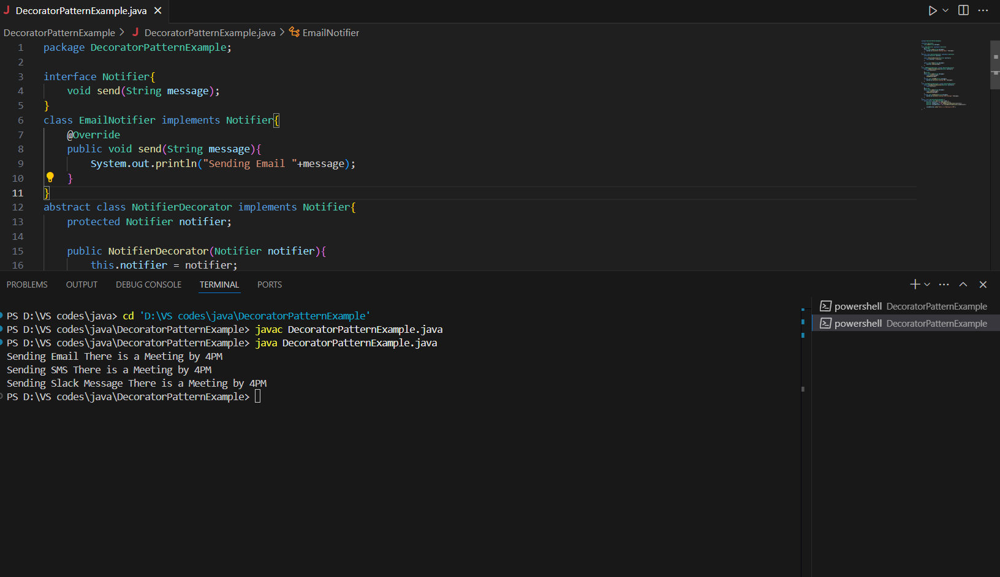 DecoratorPatternExample.java
DecoratorPatternExample > DecoratorPatternExample.java > EmailNotifier
1 package DecoratorPatternExample;
2
3 interface Notifier{
4 void send(String message);
5 }
6 class EmailNotifier implements Notifier{
7 @Override
8 public void send(String message){
9 System.out.println("Sending Email "+message);
10 }
11 }
12 abstract class NotifierDecorator implements Notifier{
13 protected Notifier notifier;
14
15 public NotifierDecorator(Notifier notifier){
16 this.notifier = notifier;
PROBLEMS OUTPUT DEBUG CONSOLE TERMINAL PORTS
PS D:\VS codes\java> cd 'D:\VS codes\java\DecoratorPatternExample'
PS D:\VS codes\java\DecoratorPatternExample> javac DecoratorPatternExample.java
PS D:\VS codes\java\DecoratorPatternExample> java DecoratorPatternExample.java
Sending Email There is a Meeting by 4PM
Sending SMS There is a Meeting by 4PM
Sending Slack Message There is a Meeting by 4PM
PS D:\VS codes\java\DecoratorPatternExample>
powershell DecoratorPatternExample
powershell DecoratorPatternExample